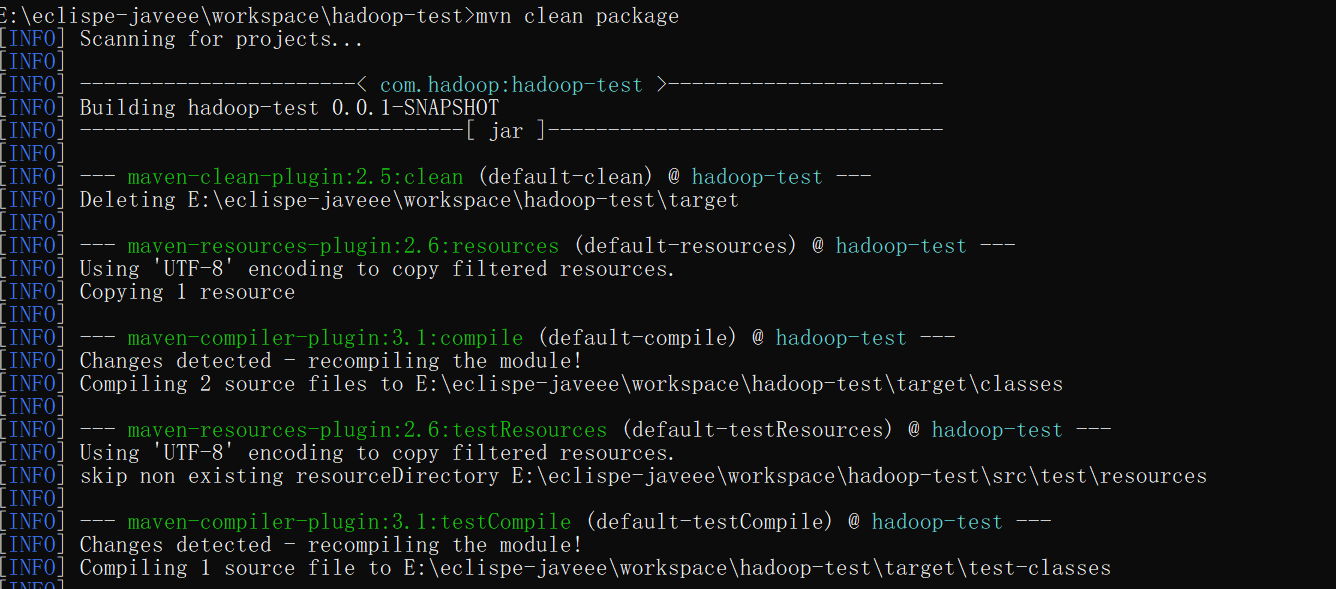 E:\eclispe-javeee\workspace\hadoop-test>mvn clean package
[INFO] Scanning for projects...
[INFO]
[INFO] -----------------------< com.hadoop:hadoop-test >-----------------------
[INFO] Building hadoop-test 0.0.1-SNAPSHOT
[INFO] --------------------------------[ jar ]---------------------------------
[INFO]
[INFO] --- maven-clean-plugin:2.5:clean (default-clean) @ hadoop-test ---
[INFO] Deleting E:\eclispe-javeee\workspace\hadoop-test\target
[INFO]
[INFO] --- maven-resources-plugin:2.6:resources (default-resources) @ hadoop-test ---
[INFO] Using 'UTF-8' encoding to copy filtered resources.
[INFO] Copying 1 resource
[INFO]
[INFO] --- maven-compiler-plugin:3.1:compile (default-compile) @ hadoop-test ---
[INFO] Changes detected - recompiling the module!
[INFO] Compiling 2 source files to E:\eclispe-javeee\workspace\hadoop-test\target\classes
[INFO]
[INFO] --- maven-resources-plugin:2.6:testResources (default-testResources) @ hadoop-test ---
[INFO] Using 'UTF-8' encoding to copy filtered resources.
[INFO] skip non existing resourceDirectory E:\eclispe-javeee\workspace\hadoop-test\src\test\resources
[INFO]
[INFO] --- maven-compiler-plugin:3.1:testCompile (default-testCompile) @ hadoop-test ---
[INFO] Changes detected - recompiling the module!
[INFO] Compiling 1 source file to E:\eclispe-javeee\workspace\hadoop-test\target\test-classes